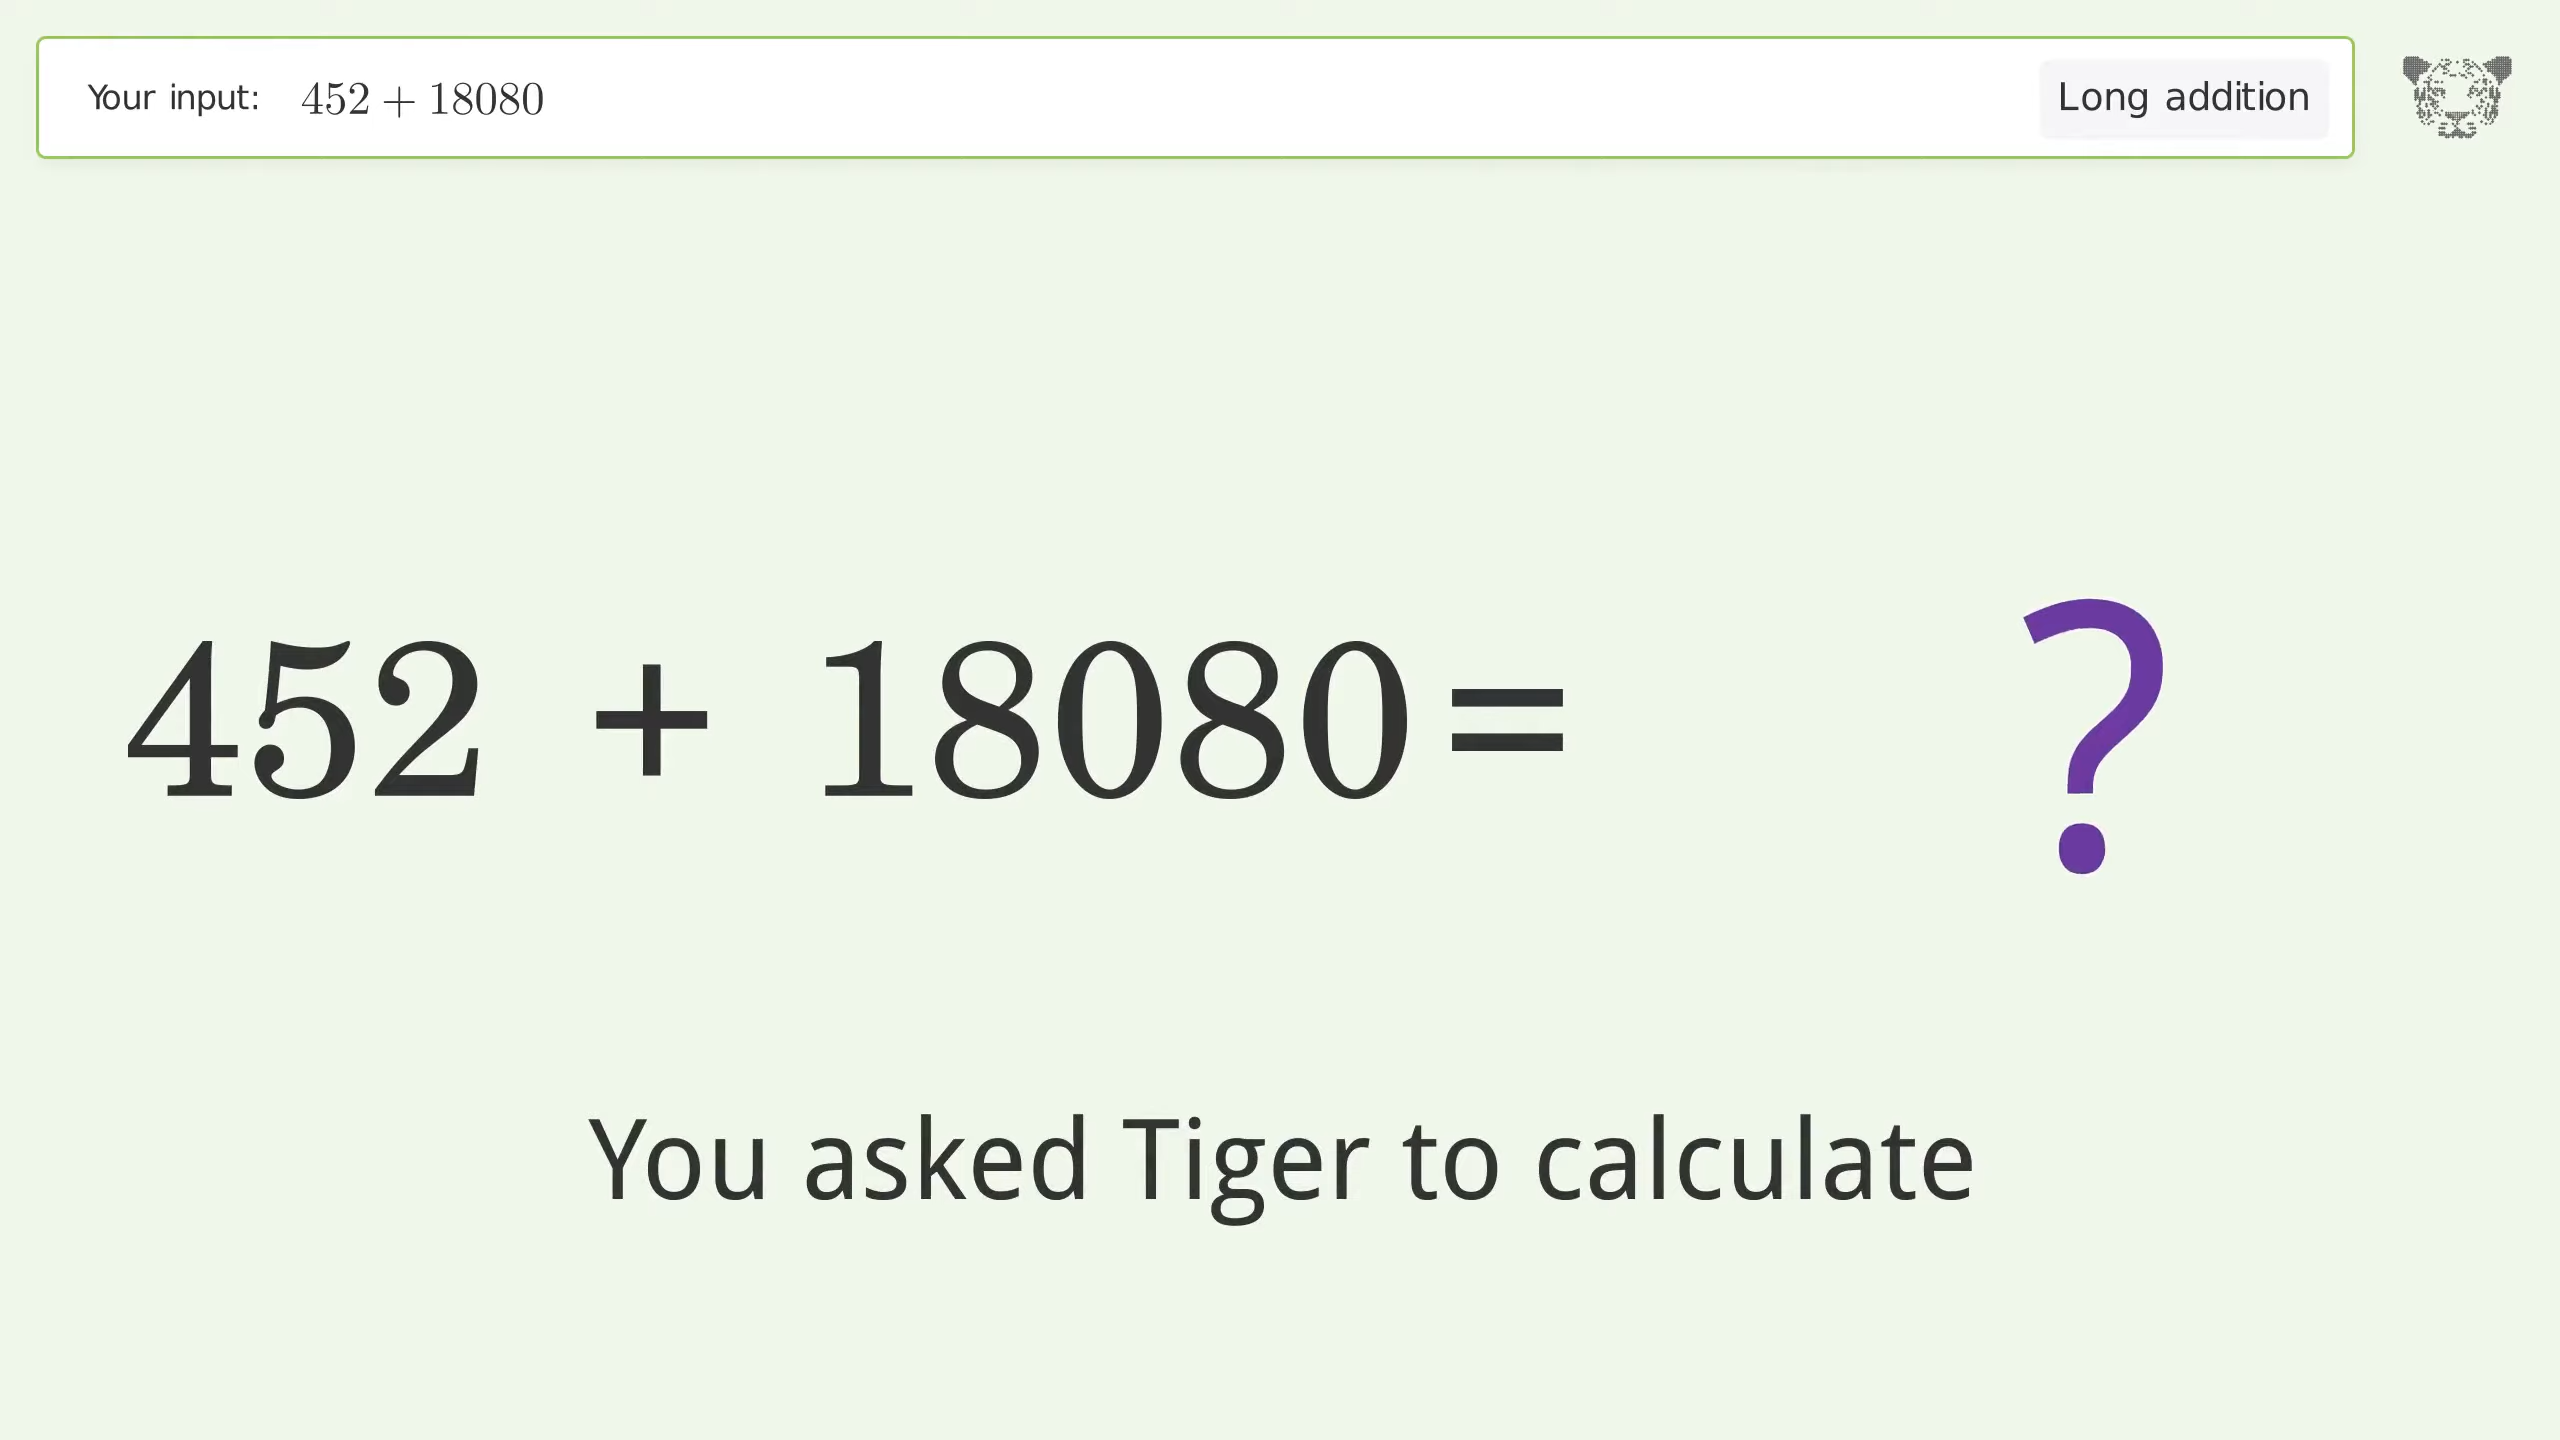 Your input: 452 + 18080 Long addition
452 + 18080 = ?
You asked Tiger to calculate